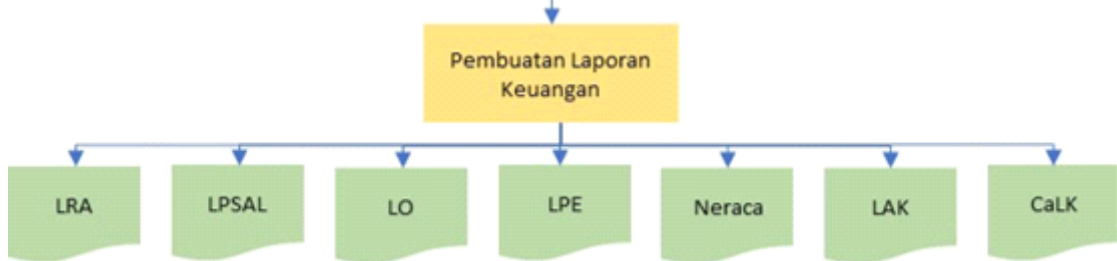 Pembuatan Laporan
Keuangan
LRA
LPSAL
LO
LPE
Neraca
LAK
CaLK